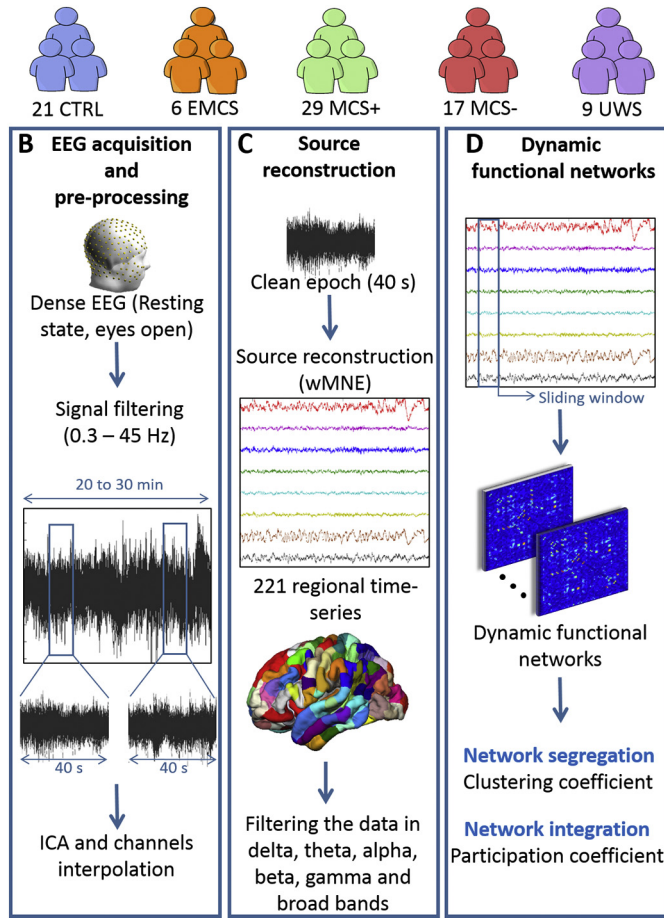 21 CTRL
6 EMCS
29 MCS+
17 MCS-
9 UWS
B EEG acquisition
and
pre-processing
Dense EEG (Resting
state, eyes open)
Signal filtering
(0.3 – 45 Hz)
20 to 30 min
40 s
40 s
ICA and channels
interpolation
C Source
reconstruction
Clean epoch (40 s)
Source reconstruction
(wMNE)
221 regional time-
series
Filtering the data in
delta, theta, alpha,
beta, gamma and
broad bands
D Dynamic
functional networks
Sliding window
Dynamic functional
networks
Network segregation
Clustering coefficient
Network integration
Participation coefficient